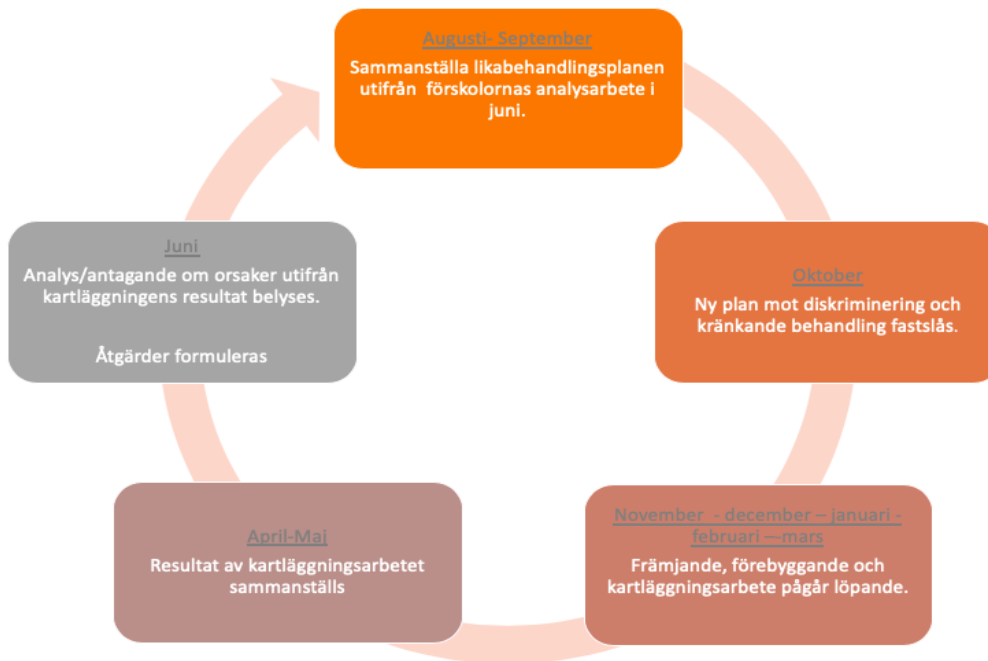 Augusti- September
Sammanställa likabehandlingsplanen
utifrån förskolornas analysarbete i
juni.
Oktober
Ny plan mot diskriminering och
kränkande behandling fastslås.
November - december – januari -
februari –-mars
Främjande, förebyggande och
kartläggningsarbete pågår löpande.
April-Maj
Resultat av kartläggningsarbetet
sammanställs
Juni
Analys/antagande om orsaker utifrån
kartläggningens resultat belyses.
Åtgärder formuleras